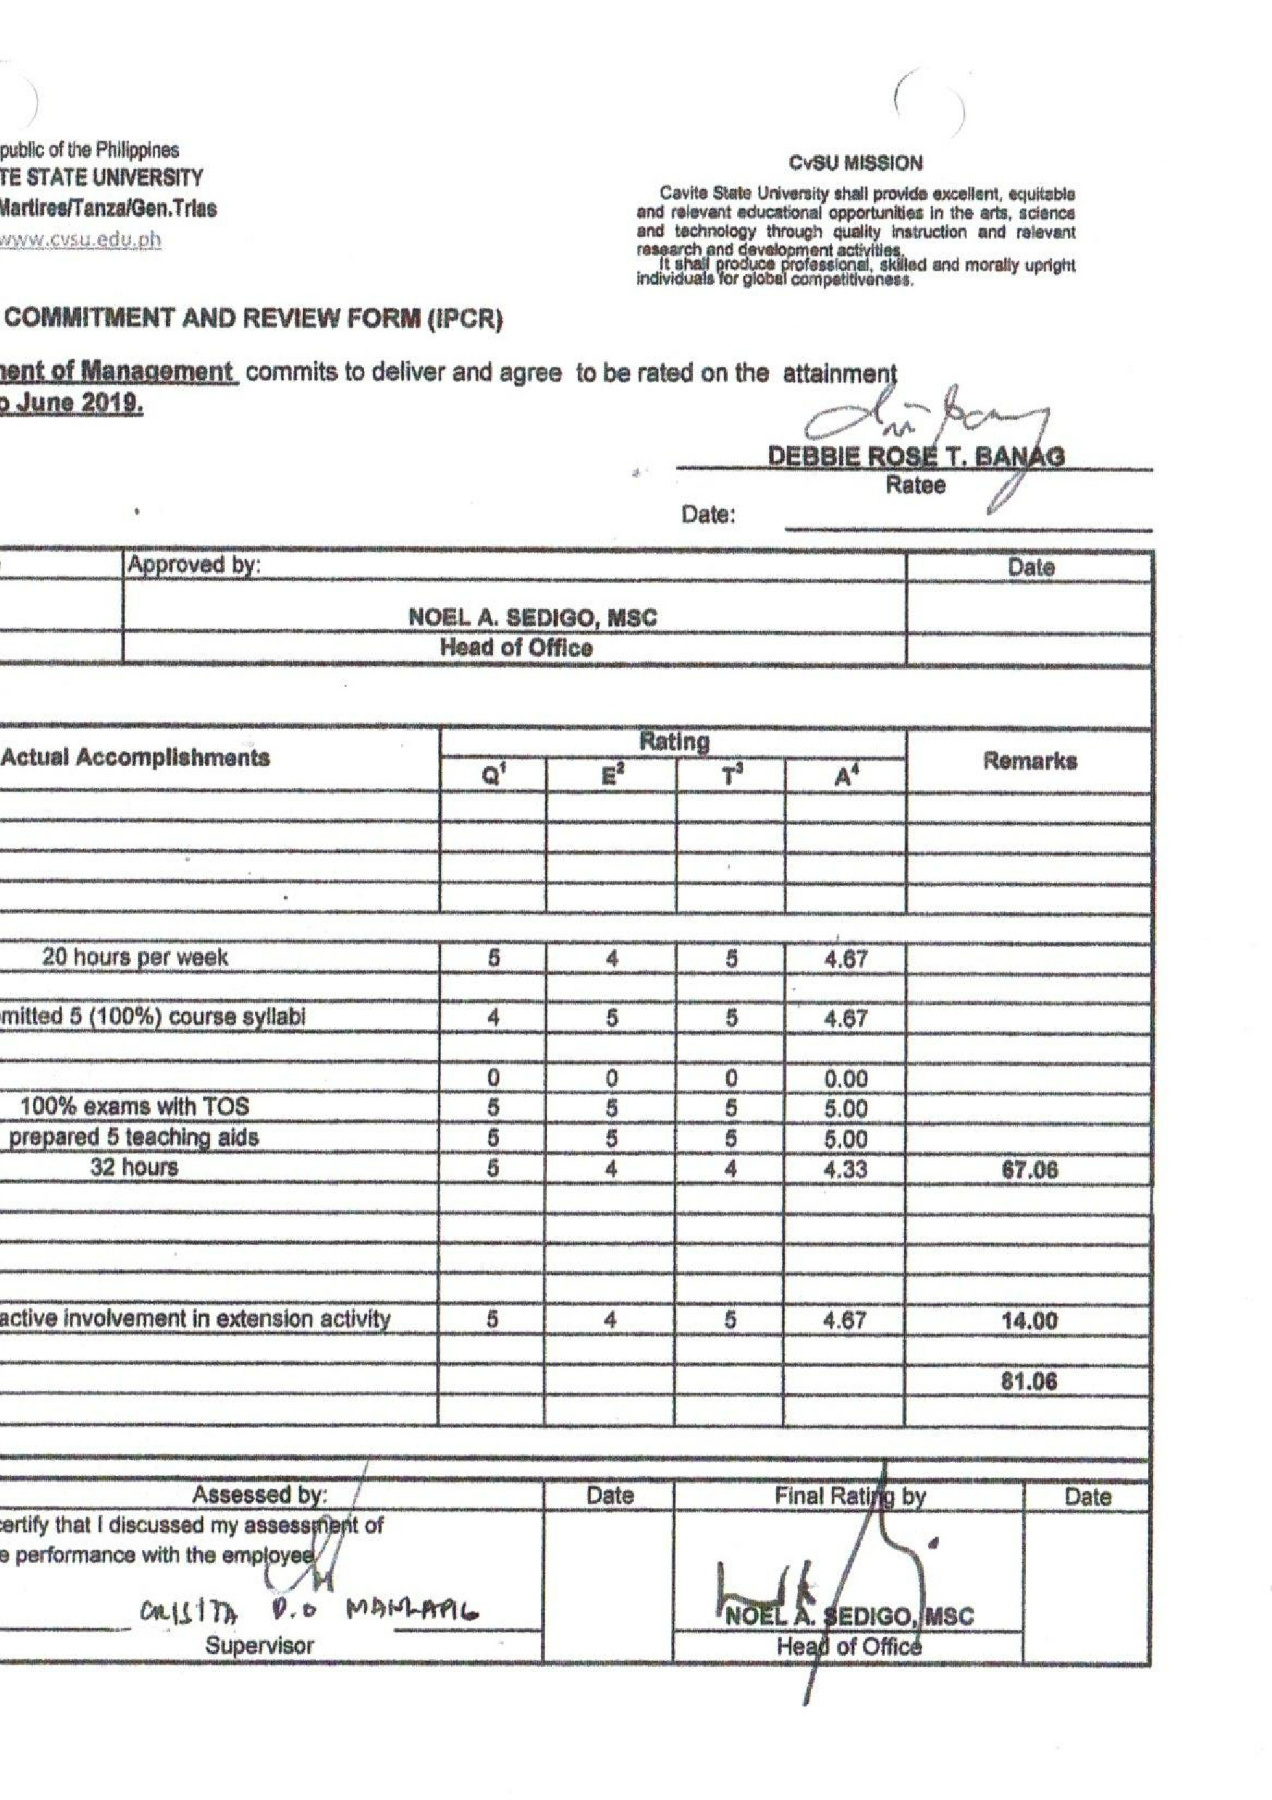 public of the Philippines
TE STATE UNIVERSITY
Martires/Tanza/Gen.Trias
www.cvsu.edu.ph
CvSU MISSION
Cavite State University shall provide excellent, equitable
and relevant educational opportunities in the arts, science
and technology through quality instruction and relevant
research and development activities.
It shall produce professional, skilled and morally upright
individuals for global competitiveness.
COMMITMENT AND REVIEW FORM (IPCR)
ment of Management commits to deliver and agree to be rated on the attainment
o June 2019.
DEBBIE ROSE T. BANAG
Ratee
Date:
Approved by: Date
NOEL A. SEDIGO, MSC
Head of Office
Actual Accomplishments Rating Remarks
Q¹ E² T³ A⁴
20 hours per week 5 4 5 4.67
mitted 5 (100%) course syllabi 4 5 5 4.67
0 0 0 0.00
100% exams with TOS 5 5 5 5.00
prepared 5 teaching aids 5 5 5 5.00
32 hours 5 4 4 4.33 67.06
active involvement in extension activity 5 4 5 4.67 14.00
81.06
Assessed by: Date Final Rating by Date
certify that I discussed my assessment of
e performance with the employee
CRISITA D.O MANLAPIG
NOEL A. SEDIGO, MSC
Supervisor Head of Office